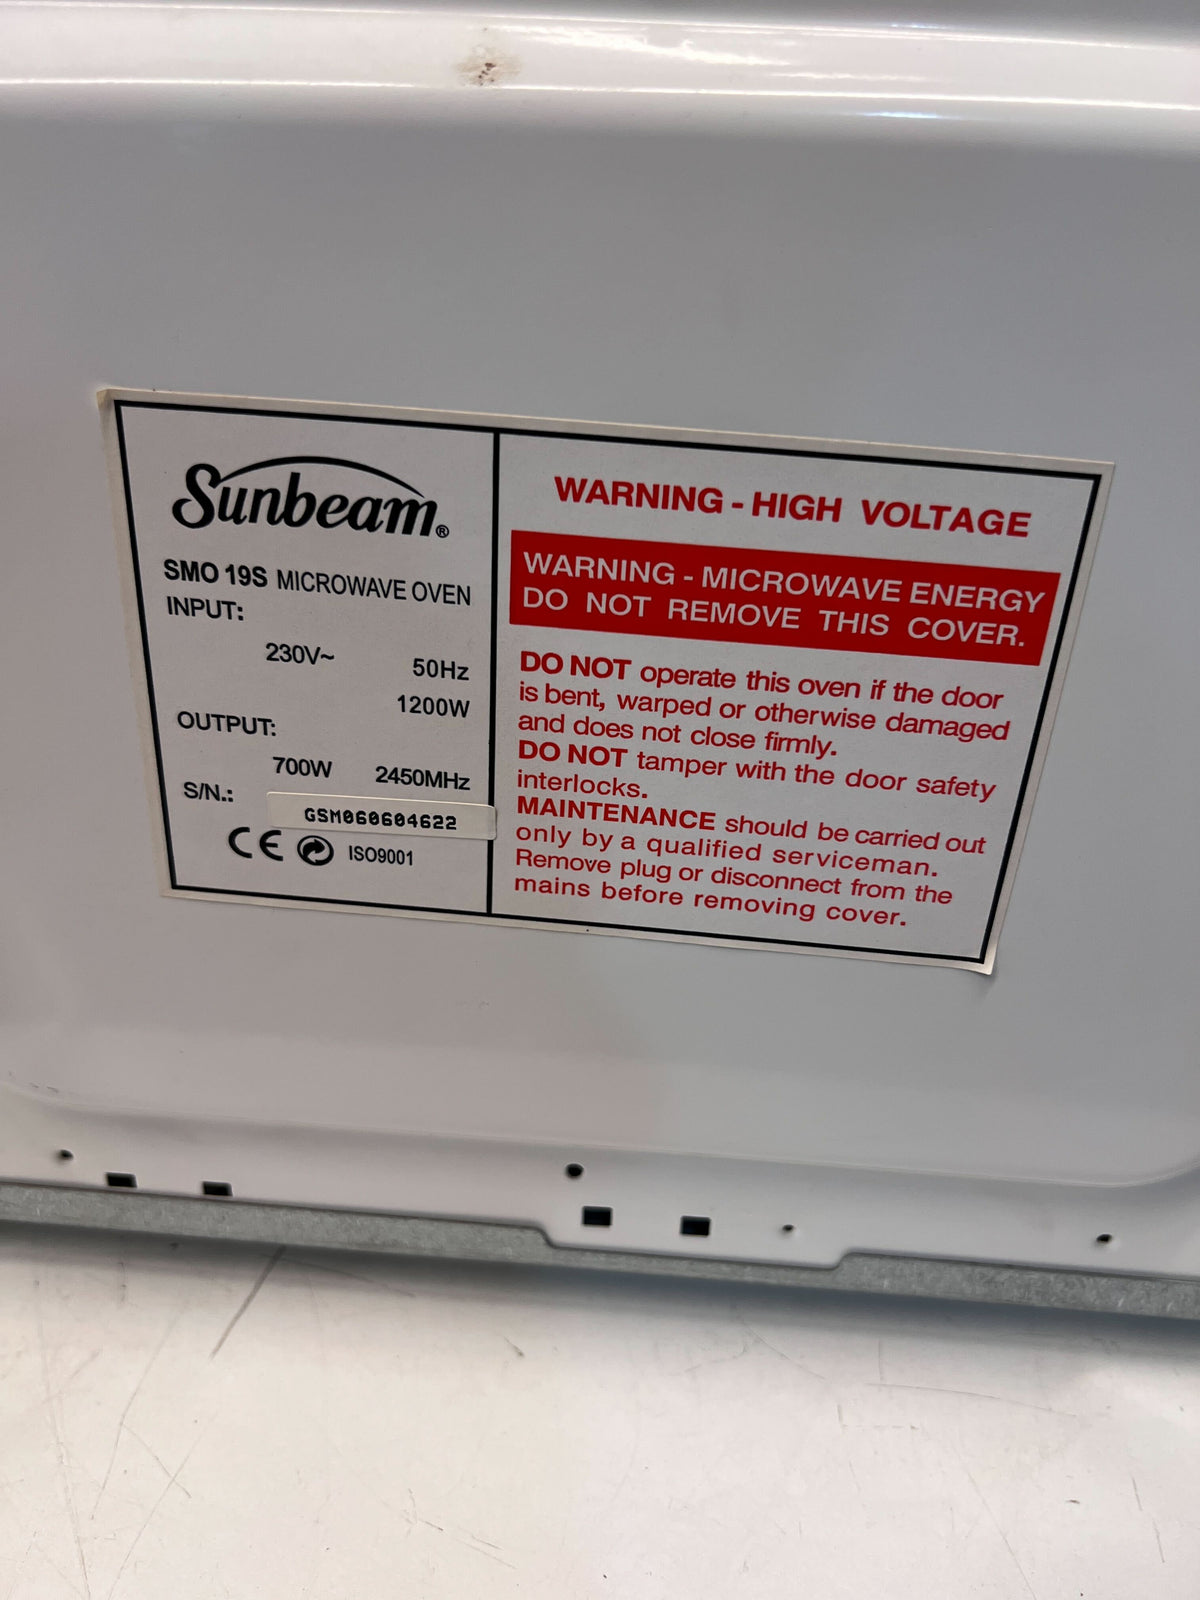 Sunbeam®
SMO 19S MICROWAVE OVEN
INPUT:
230V~ 50Hz
1200W
OUTPUT:
700W 2450MHz
S/N.:
GSM060604622
CE ISO9001
WARNING - HIGH VOLTAGE
WARNING - MICROWAVE ENERGY
DO NOT REMOVE THIS COVER.
DO NOT operate this oven if the door
is bent, warped or otherwise damaged
and does not close firmly.
DO NOT tamper with the door safety
interlocks.
MAINTENANCE should be carried out
only by a qualified serviceman.
Remove plug or disconnect from the
mains before removing cover.